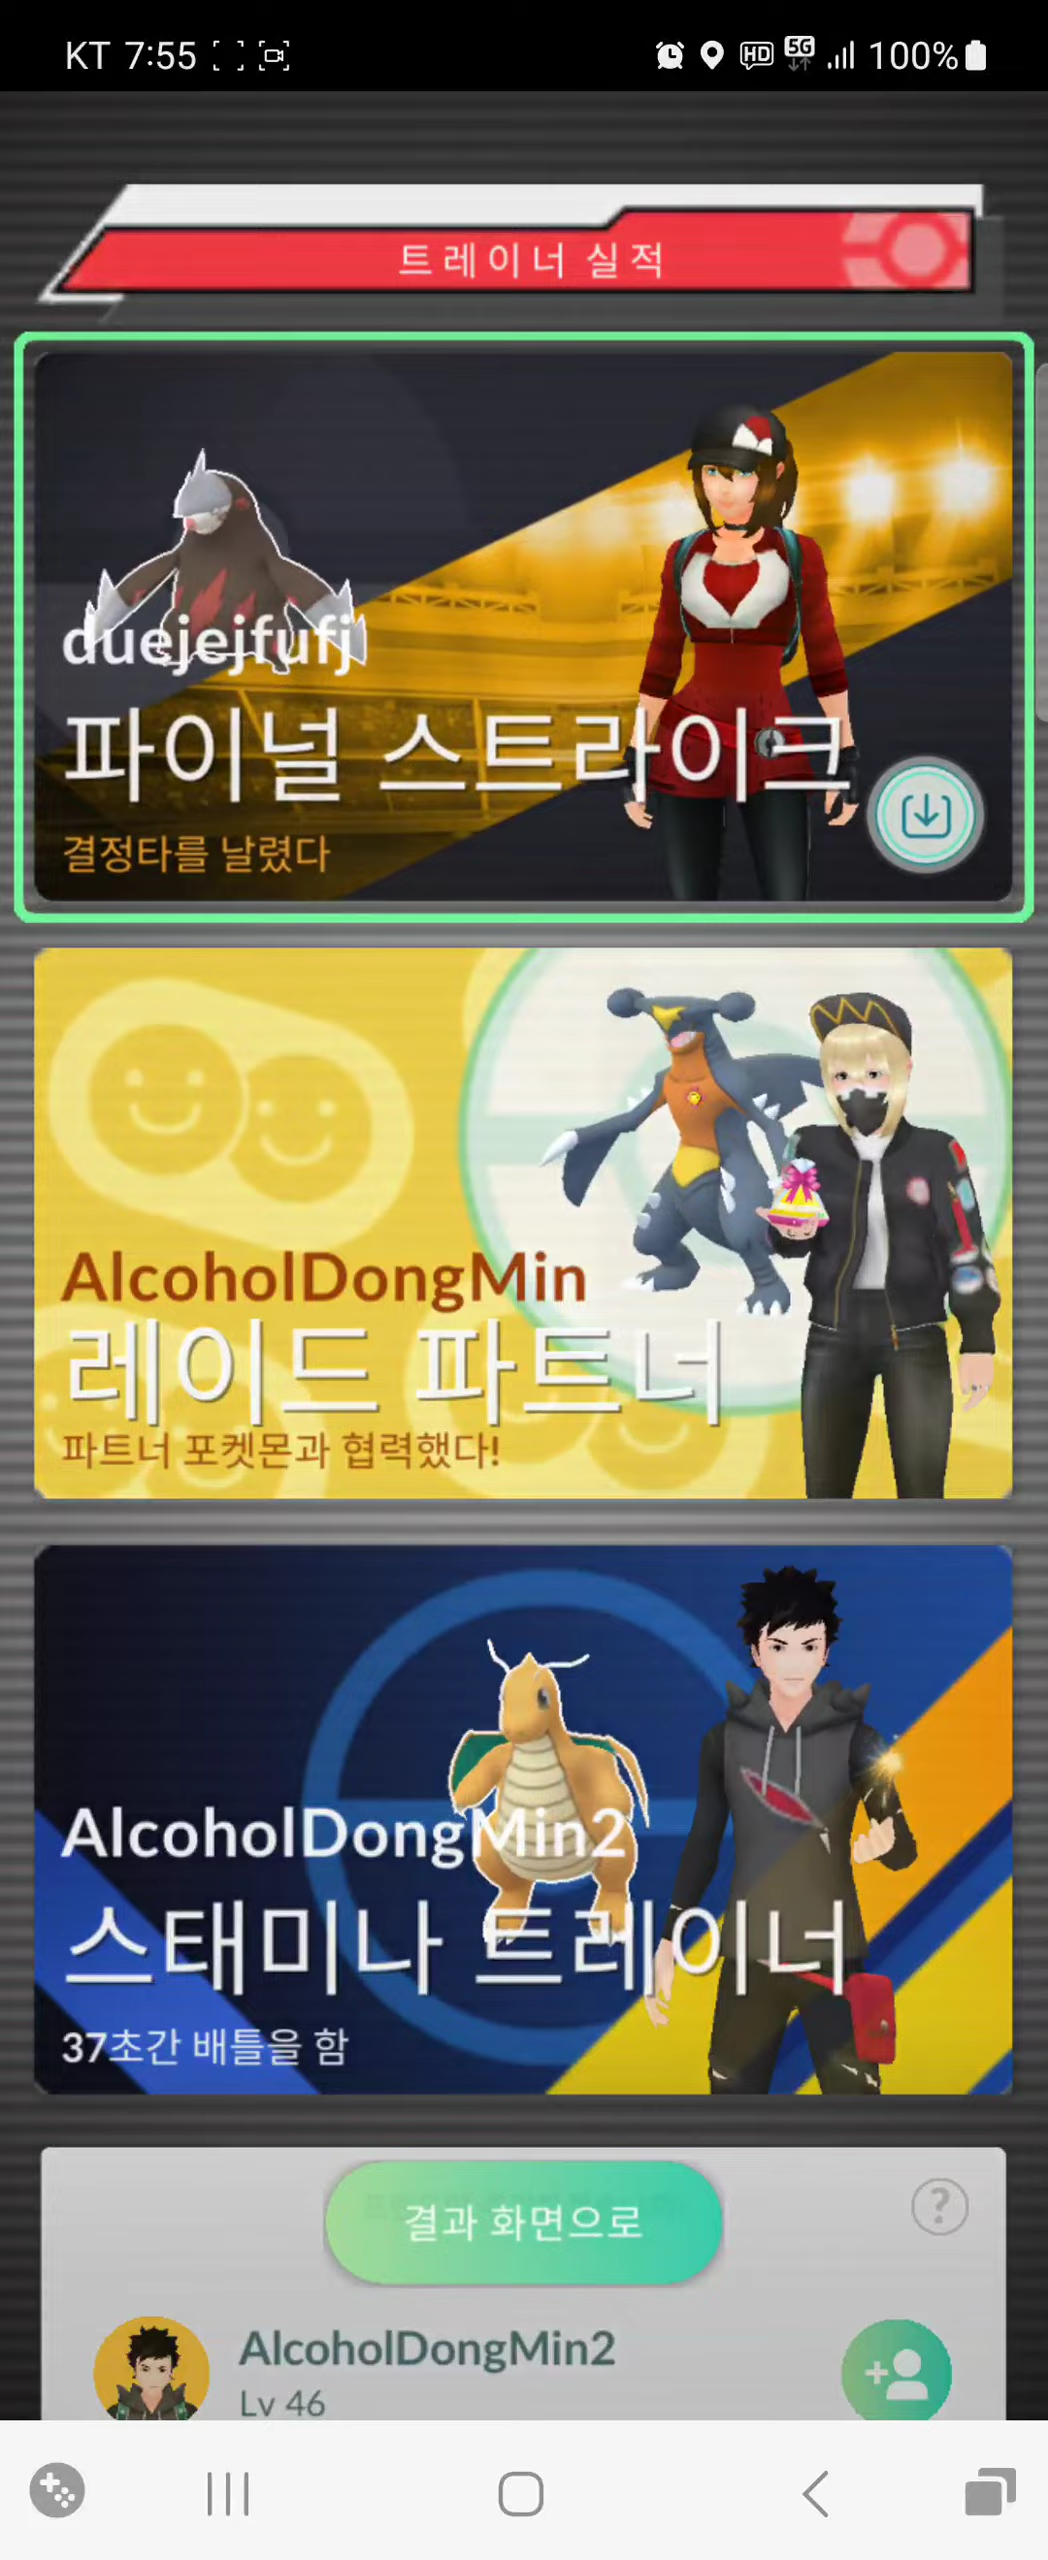 KT 7:55
HD 5G 100%
트레이너 실적
duejejfufj
파이널 스트라이크
결정타를 날렸다
AlcoholDongMin
레이드 파트너
파트너 포켓몬과 협력했다!
AlcoholDongMin2
스태미나 트레이너
37초간 배틀을 함
결과 화면으로
?
AlcoholDongMin2
Lv 46